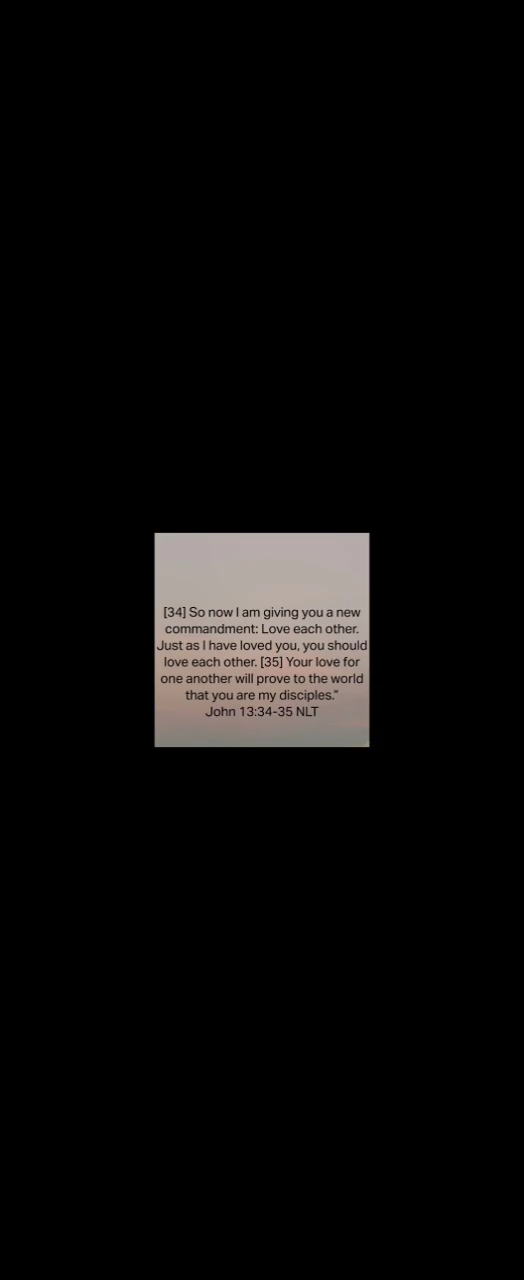 [34] So now I am giving you a new
commandment: Love each other.
Just as I have loved you, you should
love each other. [35] Your love for
one another will prove to the world
that you are my disciples.”
John 13:34-35 NLT